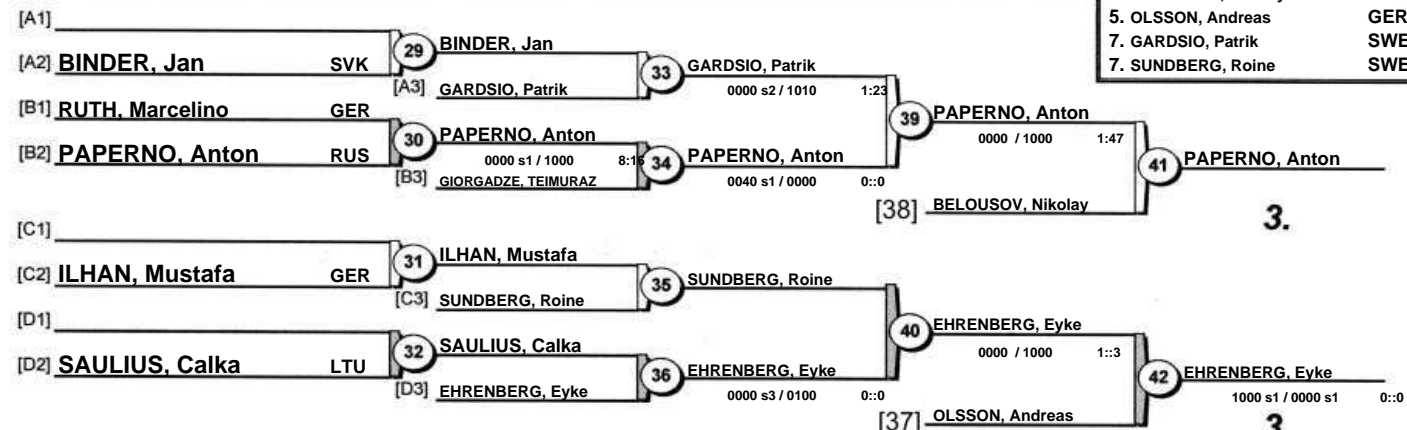 5. OLSSON, Andreas GER
7. GARDSIO, Patrik SWE
7. SUNDBERG, Roine SWE
[A1]
[A2] BINDER, Jan SVK
29
BINDER, Jan
[A3] GARDSIO, Patrik
33
GARDSIO, Patrik
0000 s2 / 1010 1:23
[B1] RUTH, Marcelino GER
[B2] PAPERNO, Anton RUS
30
PAPERNO, Anton
0000 s1 / 1000 8:16
[B3] GIORGADZE, TEIMURAZ
34
PAPERNO, Anton
0040 s1 / 0000 0::0
39
PAPERNO, Anton
0000 / 1000 1:47
[38] BELOUSOV, Nikolay
41
PAPERNO, Anton
3.
[C1]
[C2] ILHAN, Mustafa GER
31
ILHAN, Mustafa
[C3] SUNDBERG, Roine
35
SUNDBERG, Roine
[D1]
[D2] SAULIUS, Calka LTU
32
SAULIUS, Calka
[D3] EHRENBERG, Eyke
36
EHRENBERG, Eyke
0000 s3 / 0100 0::0
40
EHRENBERG, Eyke
0000 / 1000 1::3
[37] OLSSON, Andreas
42
EHRENBERG, Eyke
1000 s1 / 0000 s1 0::0
3